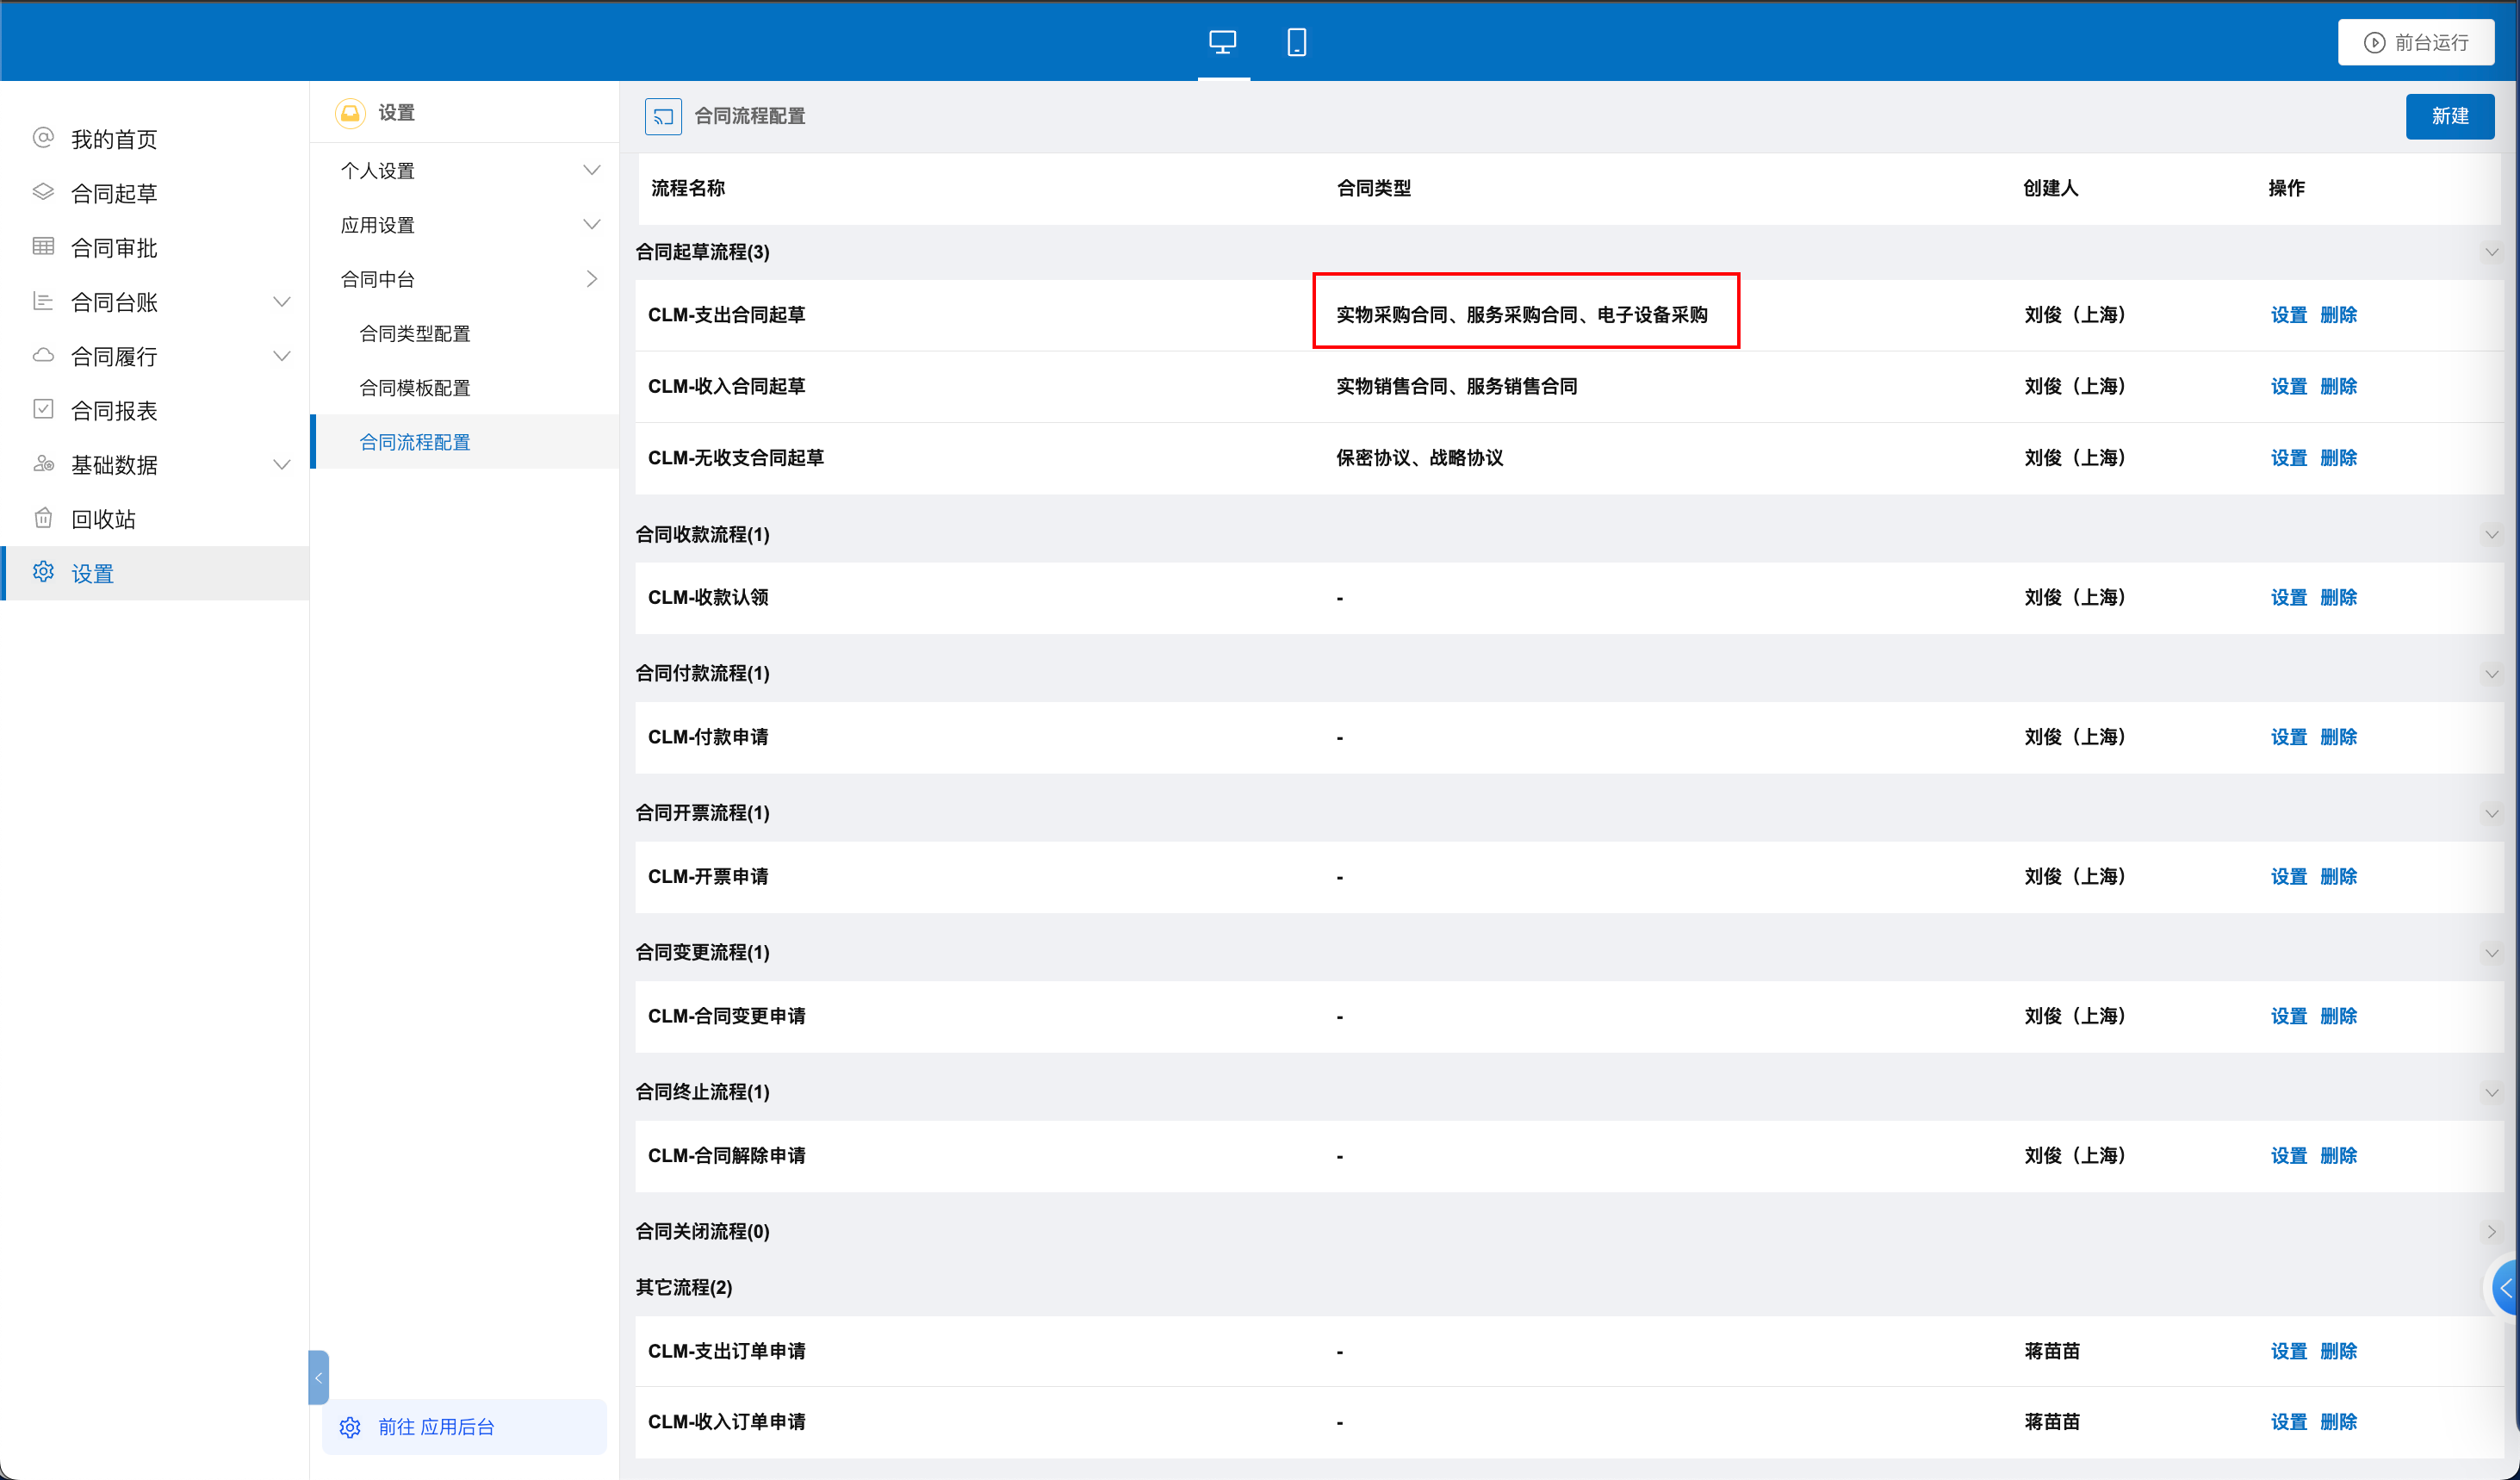 前台运行
我的首页
合同起草
合同审批
合同台账
合同履行
合同报表
基础数据
回收站
设置
设置
个人设置
应用设置
合同中台
合同类型配置
合同模板配置
合同流程配置
前往 应用后台
合同流程配置
新建
流程名称 合同类型 创建人 操作
合同起草流程(3)
CLM-支出合同起草 实物采购合同、服务采购合同、电子设备采购 刘俊（上海） 设置 删除
CLM-收入合同起草 实物销售合同、服务销售合同 刘俊（上海） 设置 删除
CLM-无收支合同起草 保密协议、战略协议 刘俊（上海） 设置 删除
合同收款流程(1)
CLM-收款认领 - 刘俊（上海） 设置 删除
合同付款流程(1)
CLM-付款申请 - 刘俊（上海） 设置 删除
合同开票流程(1)
CLM-开票申请 - 刘俊（上海） 设置 删除
合同变更流程(1)
CLM-合同变更申请 - 刘俊（上海） 设置 删除
合同终止流程(1)
CLM-合同解除申请 - 刘俊（上海） 设置 删除
合同关闭流程(0)
其它流程(2)
CLM-支出订单申请 - 蒋苗苗 设置 删除
CLM-收入订单申请 - 蒋苗苗 设置 删除